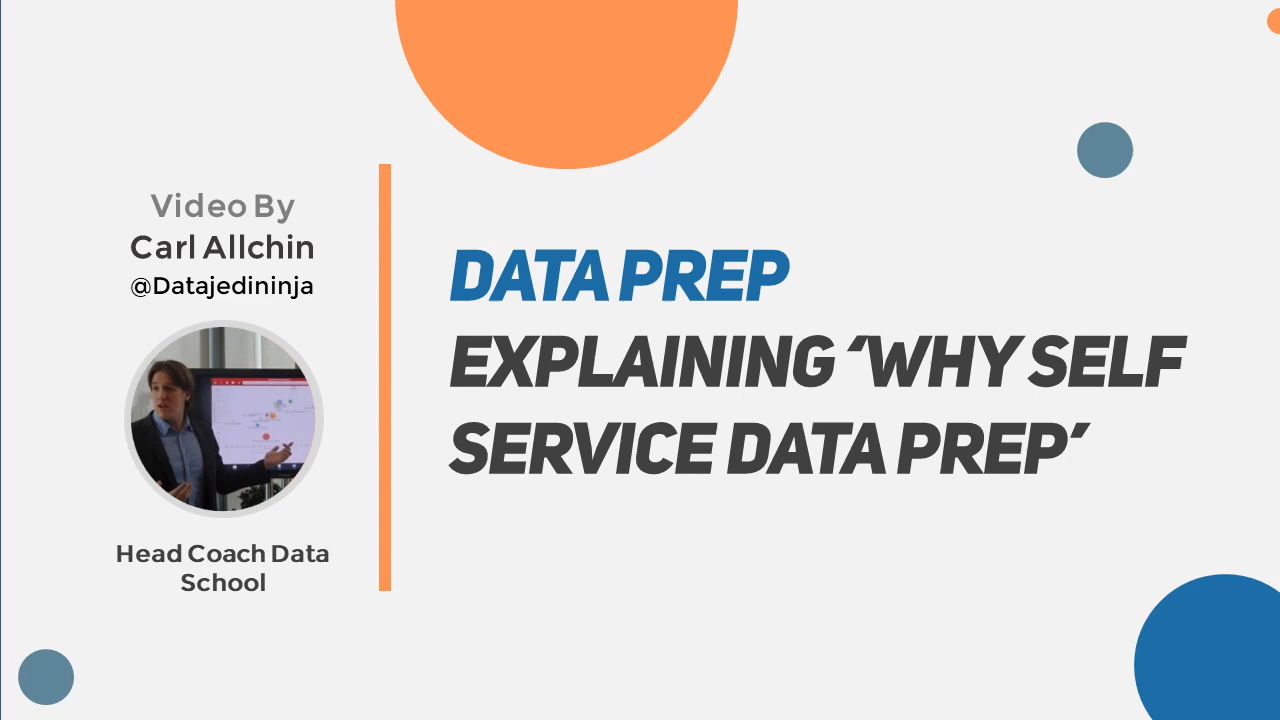 Video By
Carl Allchin
@Datajedininja
Head Coach Data
School
DATA PREP
EXPLAINING ‘WHY SELF
SERVICE DATA PREP’